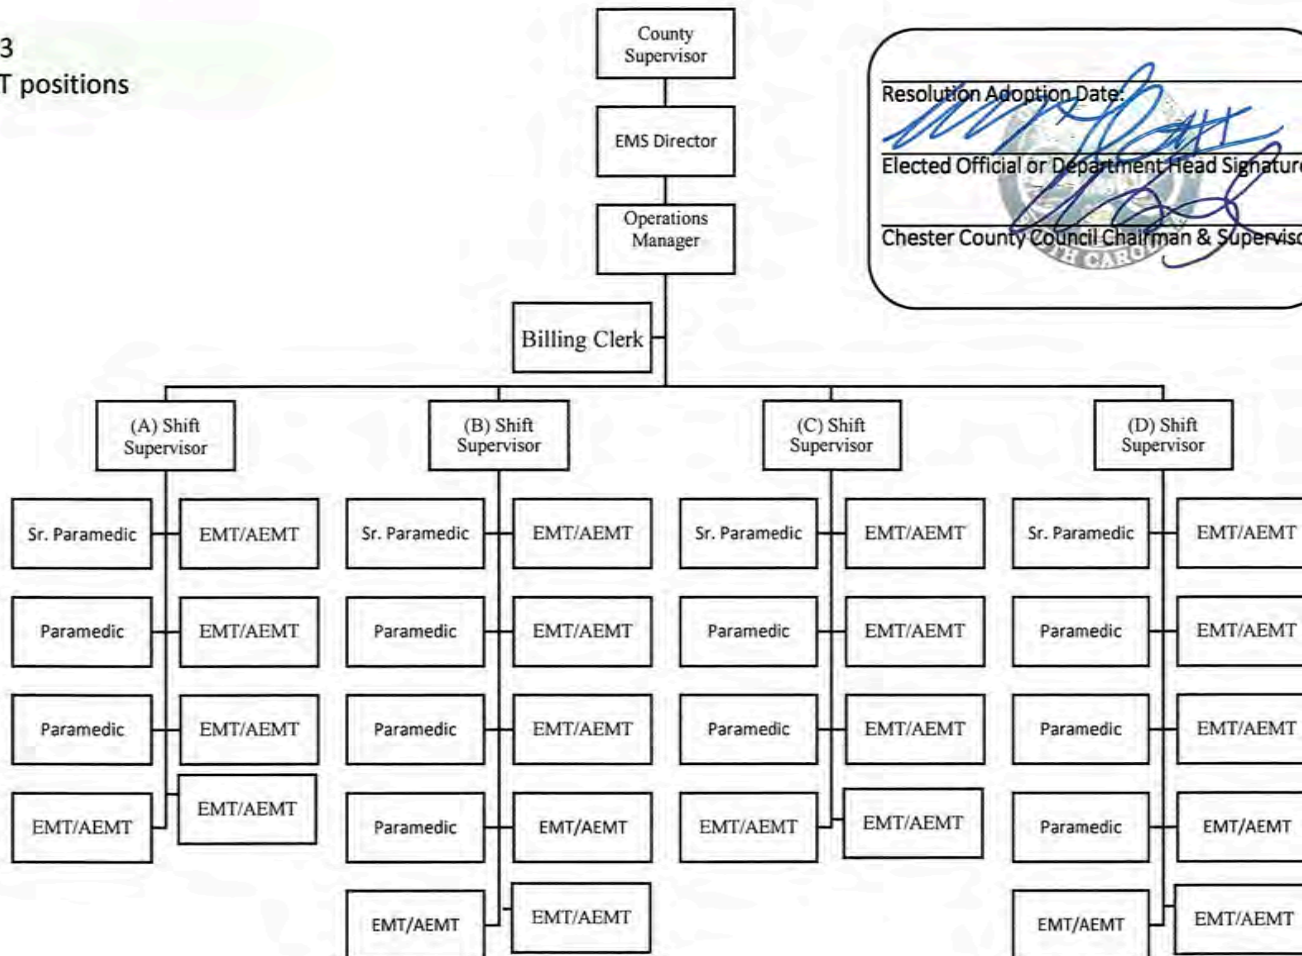 3
T positions
County
Supervisor
EMS Director
Operations
Manager
Billing Clerk
Resolution Adoption Date:
Elected Official or Department Head Signature
Chester County Council Chairman & Superviso
TH CARO
(A) Shift
Supervisor
(B) Shift
Supervisor
(C) Shift
Supervisor
(D) Shift
Supervisor
Sr. Paramedic EMT/AEMT Sr. Paramedic EMT/AEMT Sr. Paramedic EMT/AEMT Sr. Paramedic EMT/AEMT
Paramedic EMT/AEMT Paramedic EMT/AEMT Paramedic EMT/AEMT Paramedic EMT/AEMT
Paramedic EMT/AEMT Paramedic EMT/AEMT Paramedic EMT/AEMT Paramedic EMT/AEMT
EMT/AEMT EMT/AEMT Paramedic EMT/AEMT EMT/AEMT EMT/AEMT Paramedic EMT/AEMT
EMT/AEMT EMT/AEMT EMT/AEMT EMT/AEMT